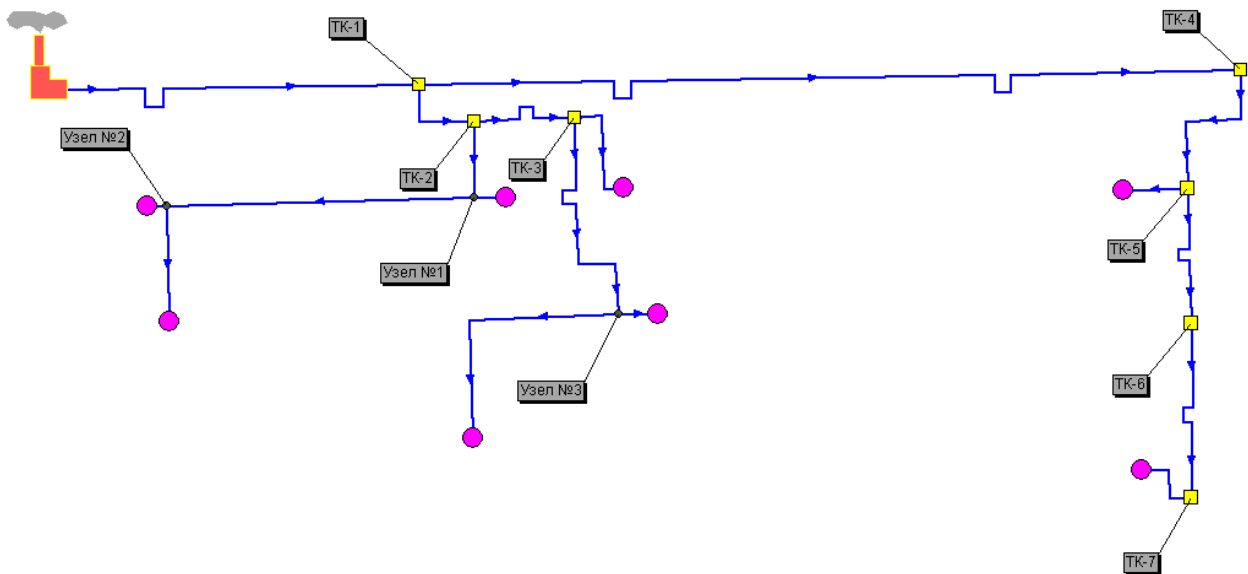 ТК-1
ТК-4
Узел №2
ТК-2
ТК-3
ТК-5
Узел №1
ТК-6
Узел №3
ТК-7